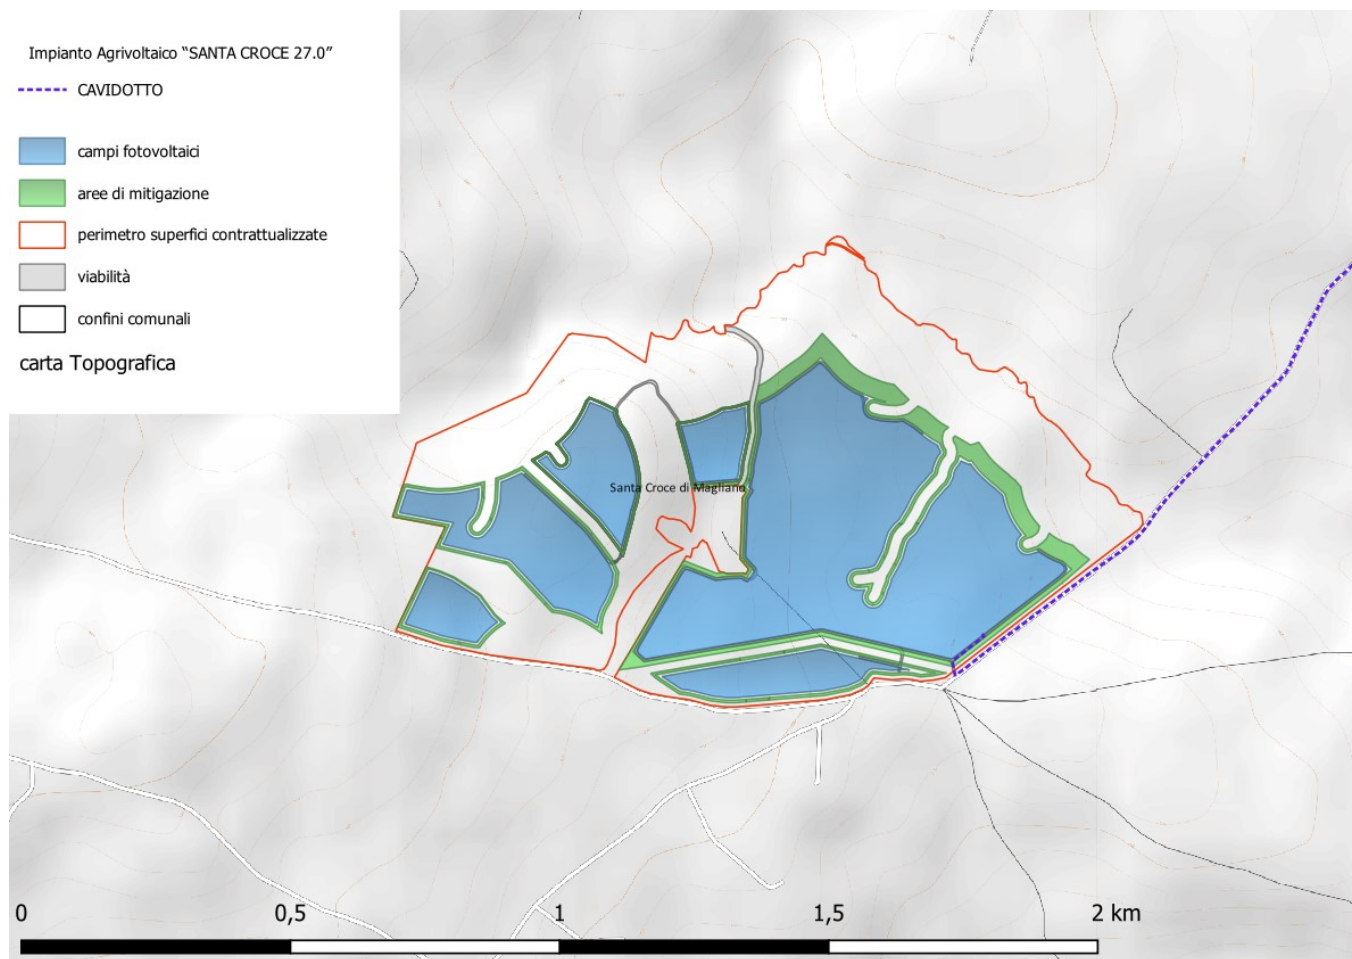 Impianto Agrivoltaico “SANTA CROCE 27.0”
CAVIDOTTO
campi fotovoltaici
aree di mitigazione
perimetro superfici contrattualizzate
viabilità
confini comunali
carta Topografica
Santa Croce di Magliano
0 0,5 1 1,5 2 km